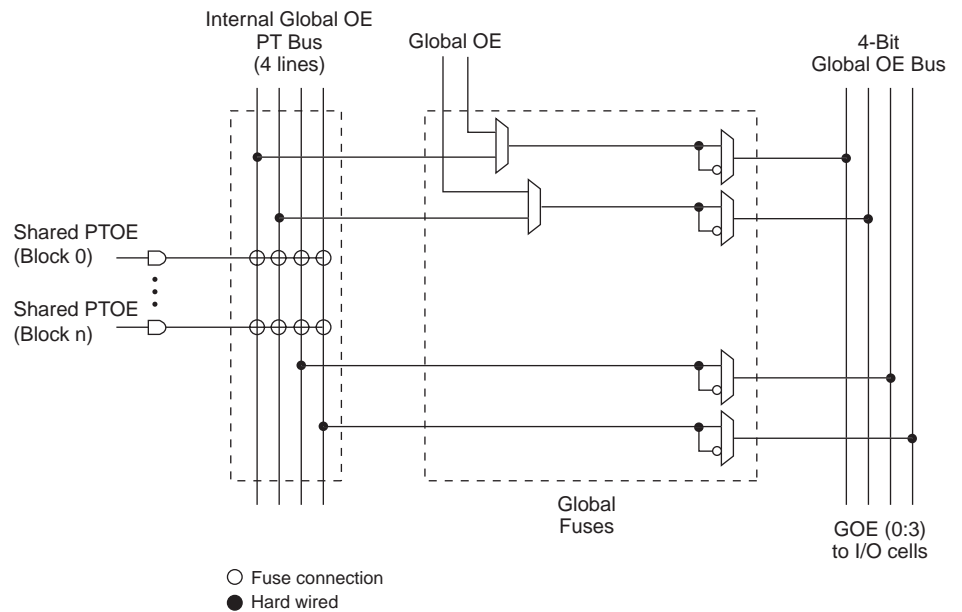 Internal Global OE
PT Bus
(4 lines)
Global OE
4-Bit
Global OE Bus
Shared PTOE
(Block 0)
Shared PTOE
(Block n)
Global
Fuses
GOE (0:3)
to I/O cells
Fuse connection
Hard wired